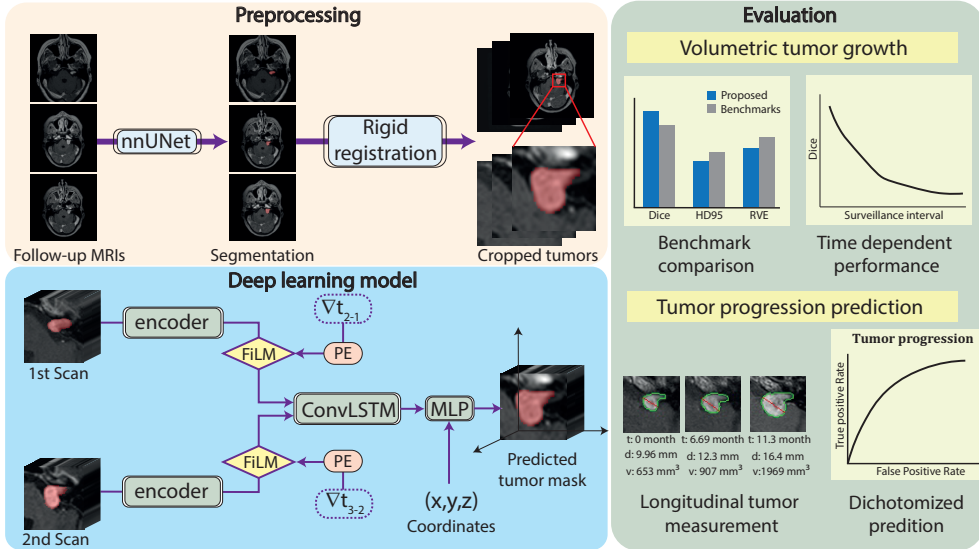 Preprocessing
nnUNet
Rigid
registration
Follow-up MRIs
Segmentation
Cropped tumors
Deep learning model
1st Scan
encoder
∇t2-1
FiLM
PE
ConvLSTM
MLP
Predicted
tumor mask
2nd Scan
encoder
FiLM
PE
∇t3-2
(x,y,z)
Coordinates
Evaluation
Volumetric tumor growth
Proposed
Benchmarks
Dice
HD95
RVE
Benchmark
comparison
Dice
Surveillance interval
Time dependent
performance
Tumor progression prediction
t: 0 month
d: 9.96 mm
v: 653 mm³
t: 6.69 month
d: 12.3 mm
v: 907 mm³
t: 11.3 month
d: 16.4 mm
v:1969 mm³
Longitudinal tumor
measurement
Tumor progression
True positive Rate
False Positive Rate
Dichotomized
predition